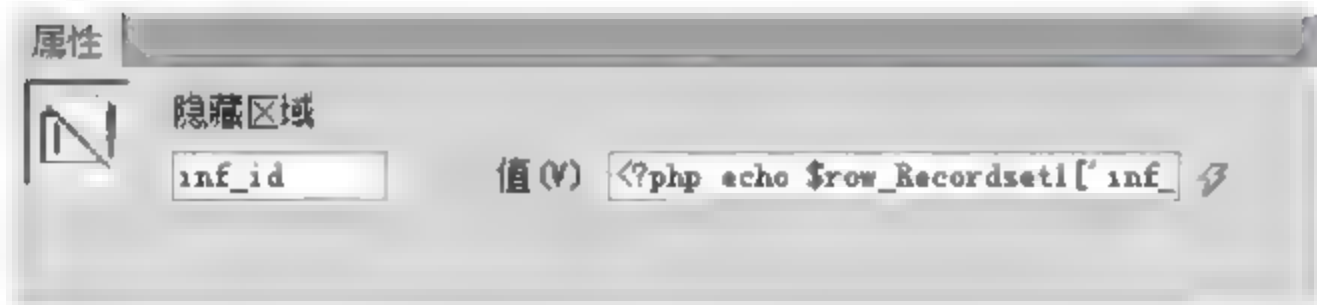 属性
隐藏区域
inf_id 值(V) <?php echo $row_Recordset1['inf_